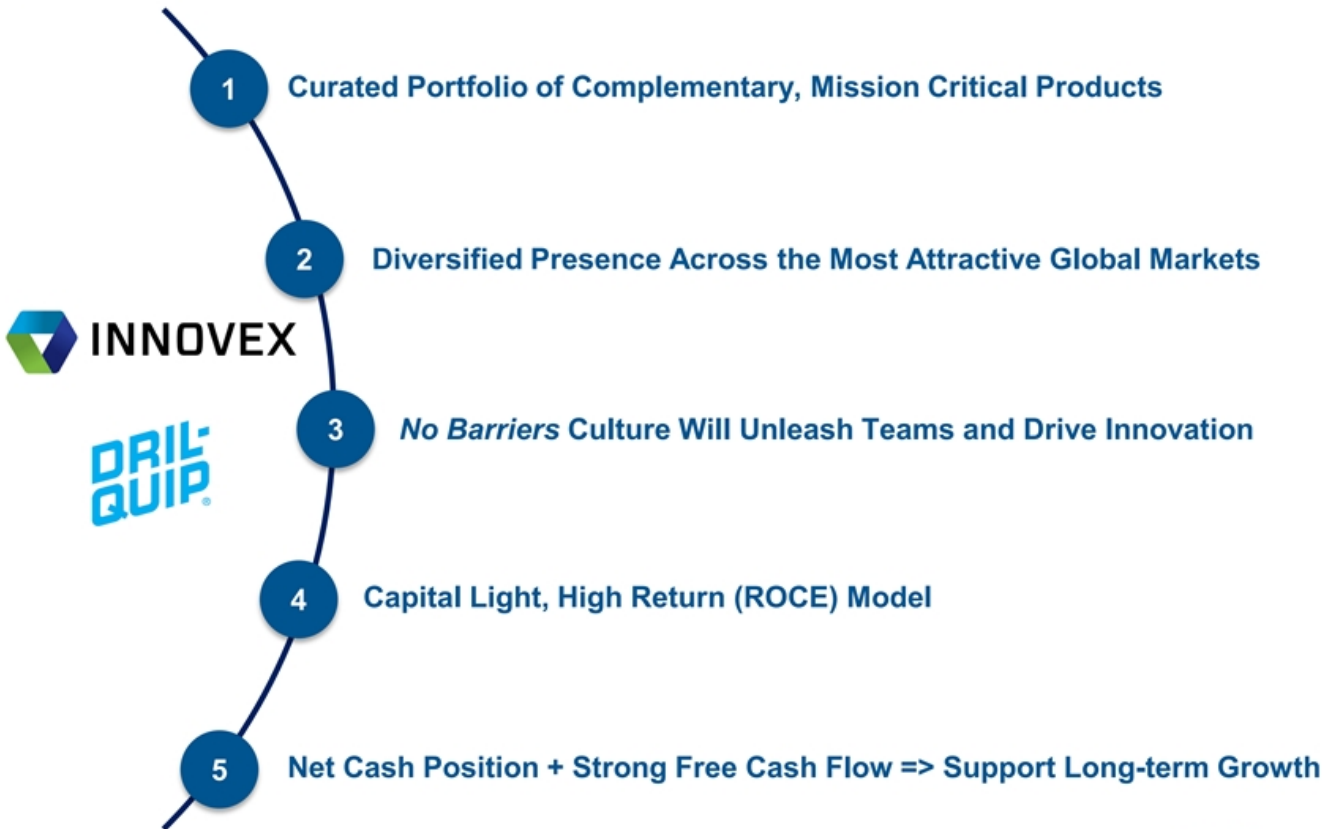 1
Curated Portfolio of Complementary, Mission Critical Products
2
Diversified Presence Across the Most Attractive Global Markets
INNOVEX
3
No Barriers Culture Will Unleash Teams and Drive Innovation
DRIL-
QUIP®
4
Capital Light, High Return (ROCE) Model
5
Net Cash Position + Strong Free Cash Flow => Support Long-term Growth